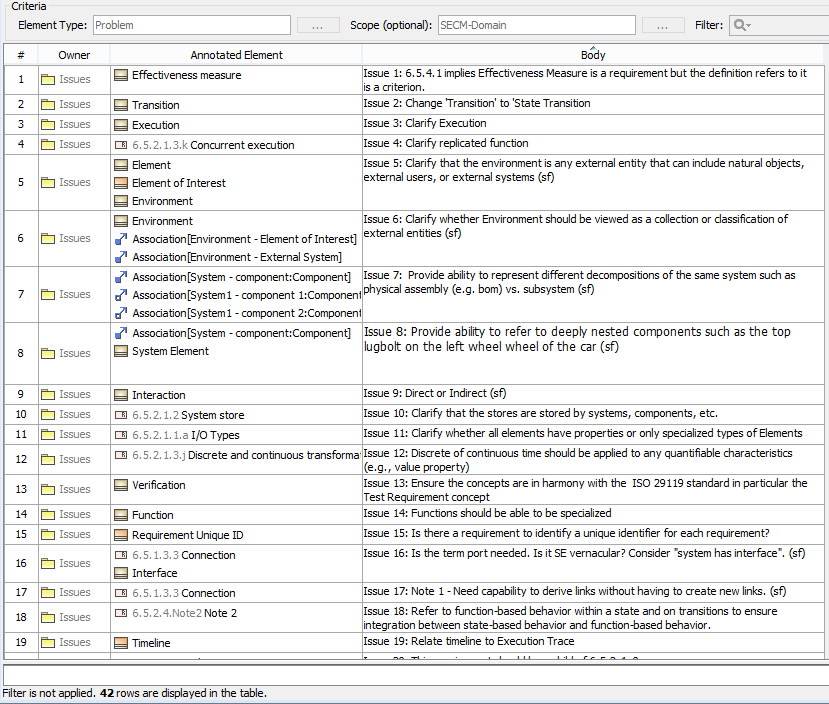 Criteria
Element Type: Problem ... Scope (optional): SECM-Domain ... Filter:
# Owner Annotated Element Body
1 Issues Effectiveness measure Issue 1: 6.5.4.1 implies Effectiveness Measure is a requirement but the definition refers to it
is a criterion.
2 Issues Transition Issue 2: Change 'Transition' to 'State Transition
3 Issues Execution Issue 3: Clarify Execution
4 Issues 6.5.2.1.3.k Concurrent execution Issue 4: Clarify replicated function
5 Issues Element Issue 5: Clarify that the environment is any external entity that can include natural objects,
Element of Interest external users, or external systems (sf)
Environment
6 Issues Environment Issue 6: Clarify whether Environment should be viewed as a collection or classification of
Association[Environment - Element of Interest] external entities (sf)
Association[Environment - External System]
7 Issues Association[System - component:Component] Issue 7: Provide ability to represent different decompositions of the same system such as
Association[System1 - component 1:Component physical assembly (e.g. bom) vs. subsystem (sf)
Association[System1 - component 2:Component
8 Issues Association[System - component:Component] Issue 8: Provide ability to refer to deeply nested components such as the top
System Element lugbolt on the left wheel wheel of the car (sf)
9 Issues Interaction Issue 9: Direct or Indirect (sf)
10 Issues 6.5.2.1.2 System store Issue 10: Clarify that the stores are stored by systems, components, etc.
11 Issues 6.5.2.1.1.a I/O Types Issue 11: Clarify whether all elements have properties or only specialized types of Elements
12 Issues 6.5.2.1.3.j Discrete and continuous transforma Issue 12: Discrete of continuous time should be applied to any quantifiable characteristics
(e.g., value property)
13 Issues Verification Issue 13: Ensure the concepts are in harmony with the ISO 29119 standard in particular the
Test Requirement concept
14 Issues Function Issue 14: Functions should be able to be specialized
15 Issues Requirement Unique ID Issue 15: Is there a requirement to identify a unique identifier for each requirement?
16 Issues 6.5.1.3.3 Connection Issue 16: Is the term port needed. Is it SE vernacular? Consider "system has interface". (sf)
Interface
17 Issues 6.5.1.3.3 Connection Issue 17: Note 1 - Need capability to derive links without having to create new links. (sf)
18 Issues 6.5.2.4.Note2 Note 2 Issue 18: Refer to function-based behavior within a state and on transitions to ensure
integration between state-based behavior and function-based behavior.
19 Issues Timeline Issue 19: Relate timeline to Execution Trace
Filter is not applied. 42 rows are displayed in the table.